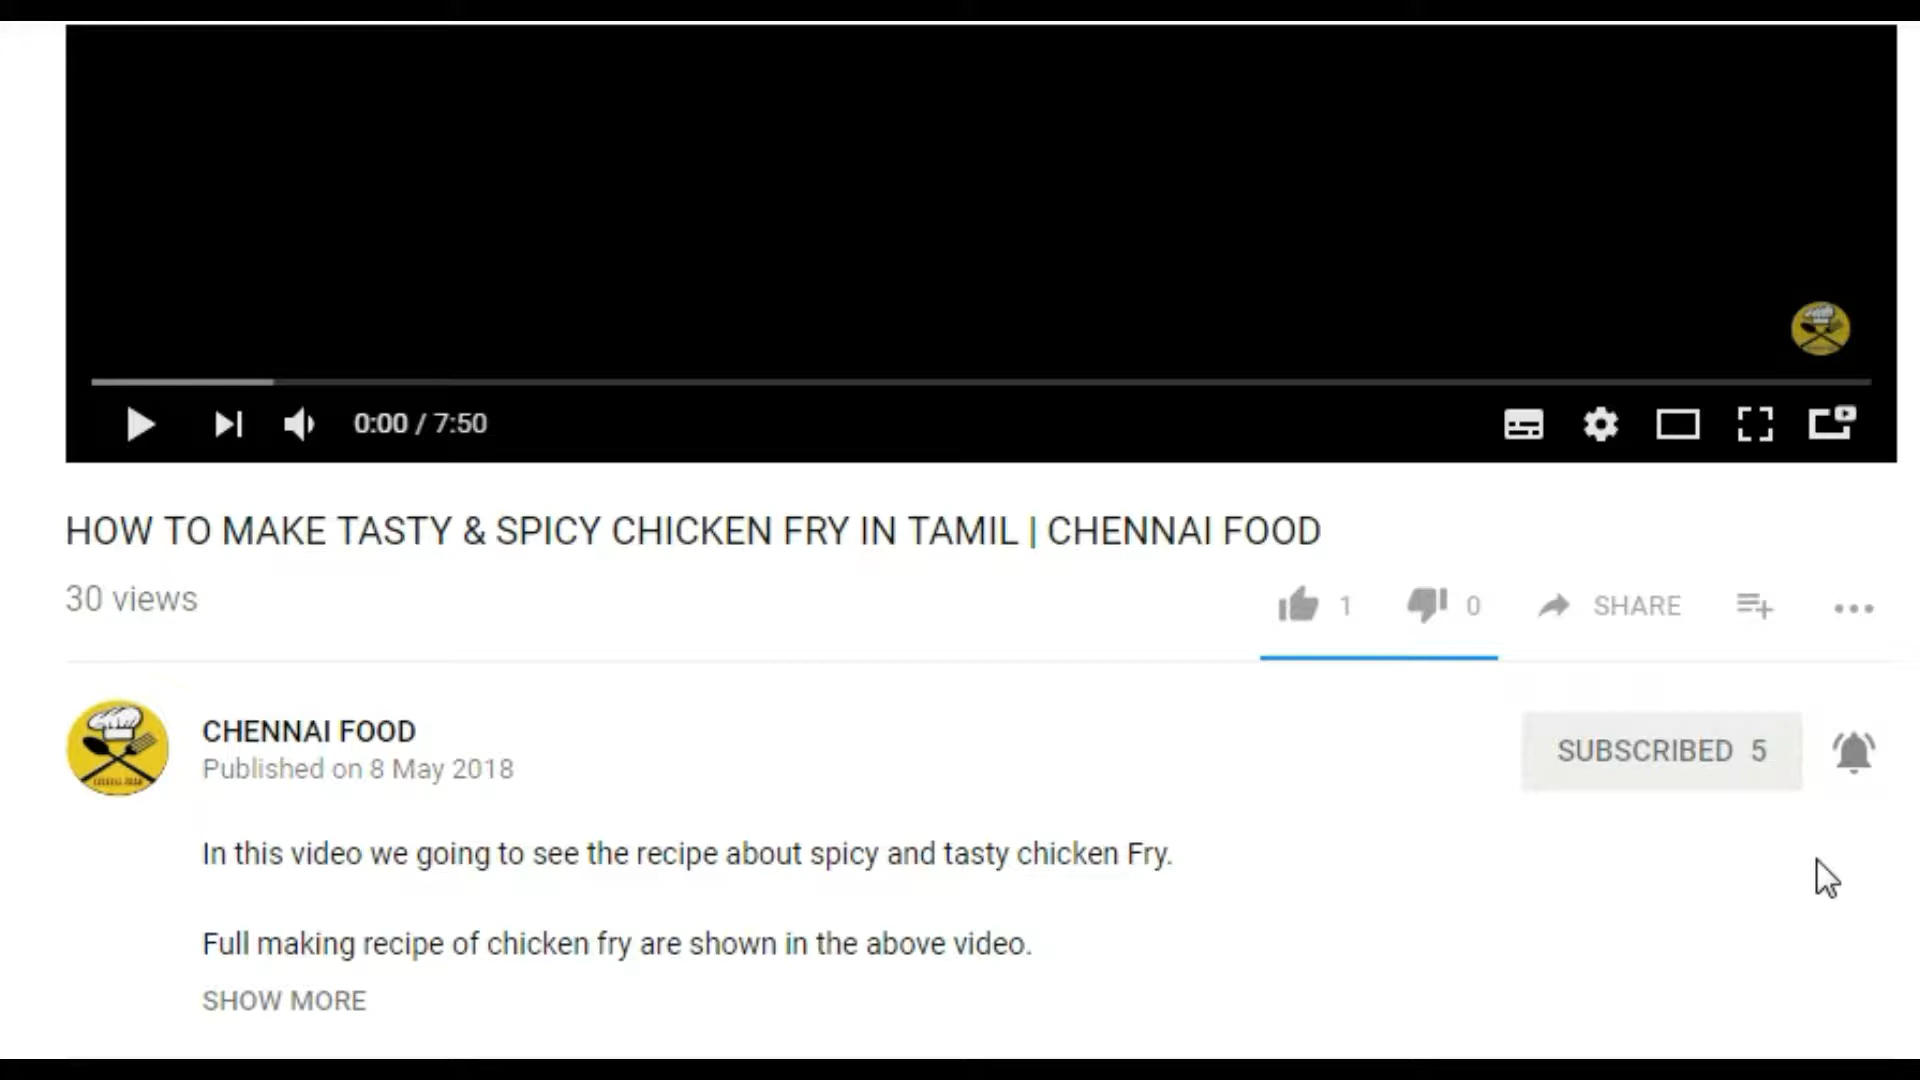 0:00 / 7:50
HOW TO MAKE TASTY & SPICY CHICKEN FRY IN TAMIL | CHENNAI FOOD
30 views
1 0 SHARE
CHENNAI FOOD
Published on 8 May 2018
SUBSCRIBED 5
In this video we going to see the recipe about spicy and tasty chicken Fry.
Full making recipe of chicken fry are shown in the above video.
SHOW MORE